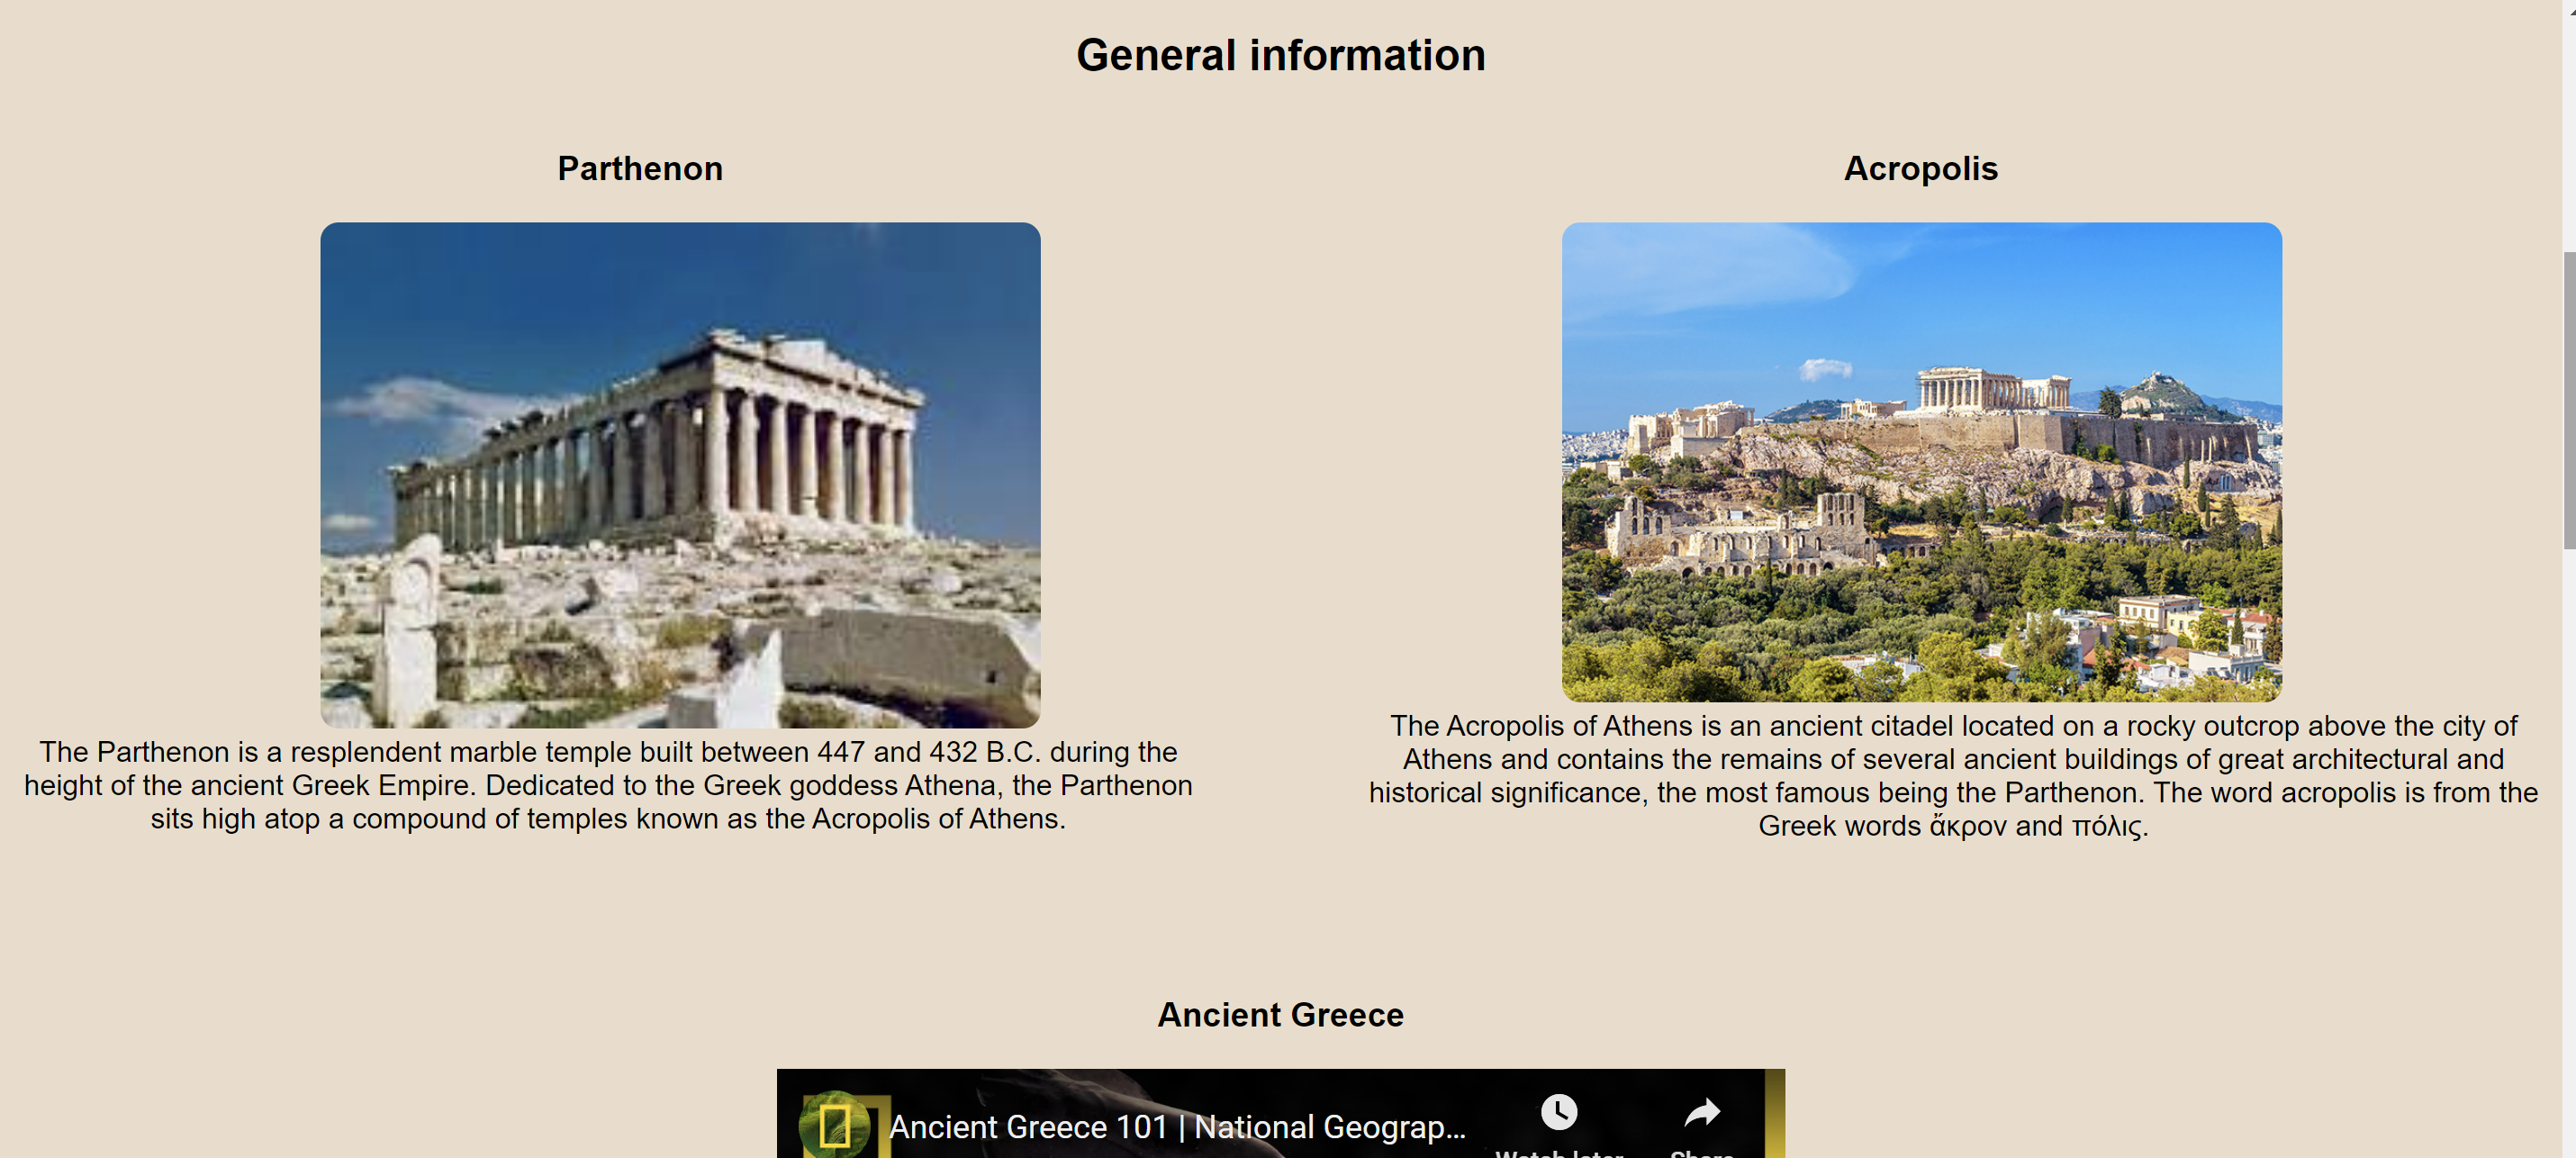 General information
Parthenon
The Parthenon is a resplendent marble temple built between 447 and 432 B.C. during the
height of the ancient Greek Empire. Dedicated to the Greek goddess Athena, the Parthenon
sits high atop a compound of temples known as the Acropolis of Athens.
Acropolis
The Acropolis of Athens is an ancient citadel located on a rocky outcrop above the city of
Athens and contains the remains of several ancient buildings of great architectural and
historical significance, the most famous being the Parthenon. The word acropolis is from the
Greek words ἄκρον and πόλις.
Ancient Greece
Ancient Greece 101 | National Geograp...
Watch later
Share